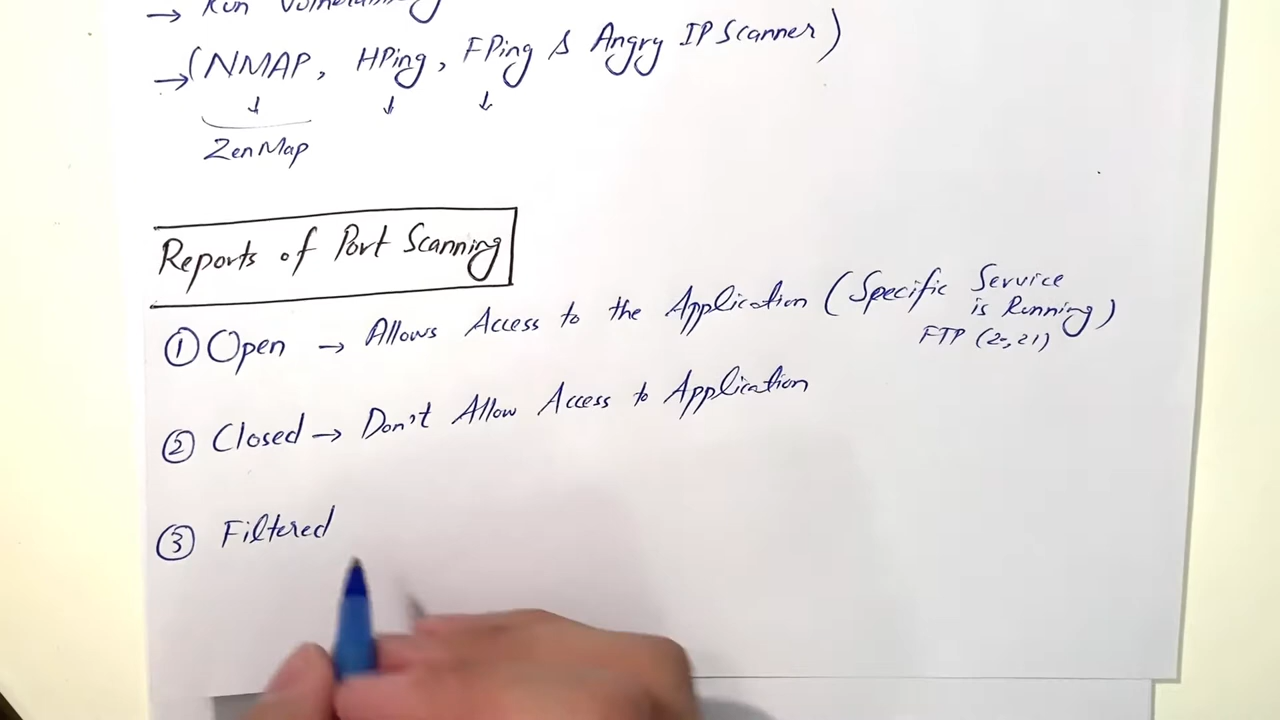 → Run
→ (NMAP, HPing, FPing & Angry IP Scanner)
↓ ↓ ↓
ZenMap
Reports of Port Scanning
① Open → Allows Access to the Application (Specific Service
is Running)
FTP (20,21)
② Closed → Don't Allow Access to Application
③ Filtered